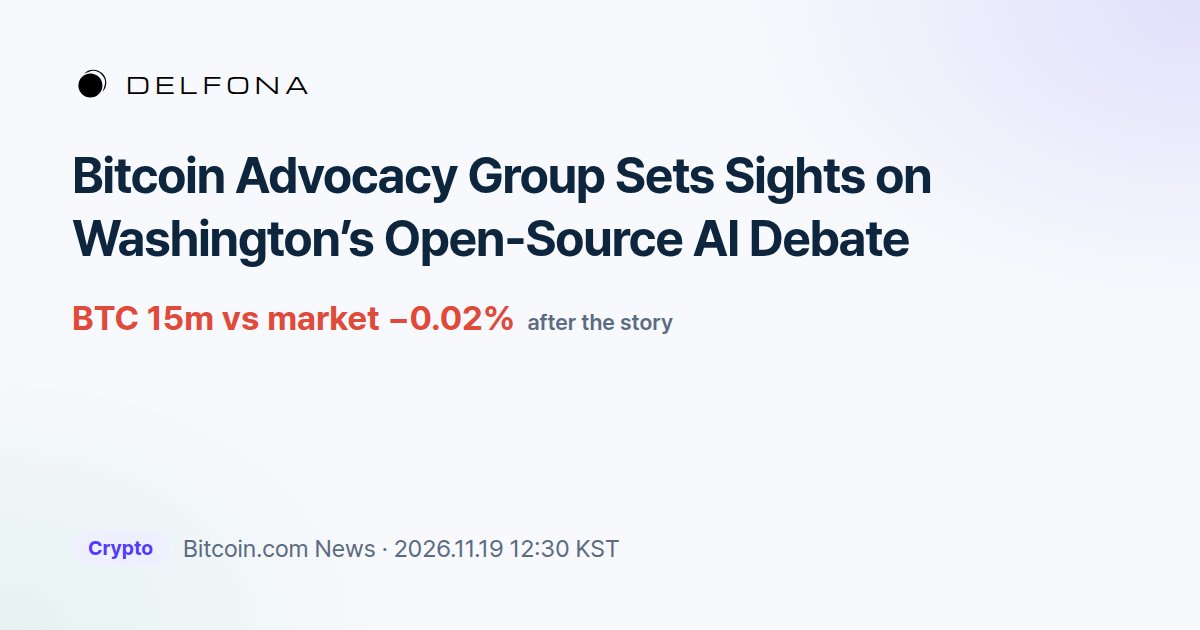 DELFONA
Bitcoin Advocacy Group Sets Sights on
Washington’s Open-Source AI Debate
BTC 15m vs market −0.02% after the story
Crypto Bitcoin.com News · 2026.11.19 12:30 KST